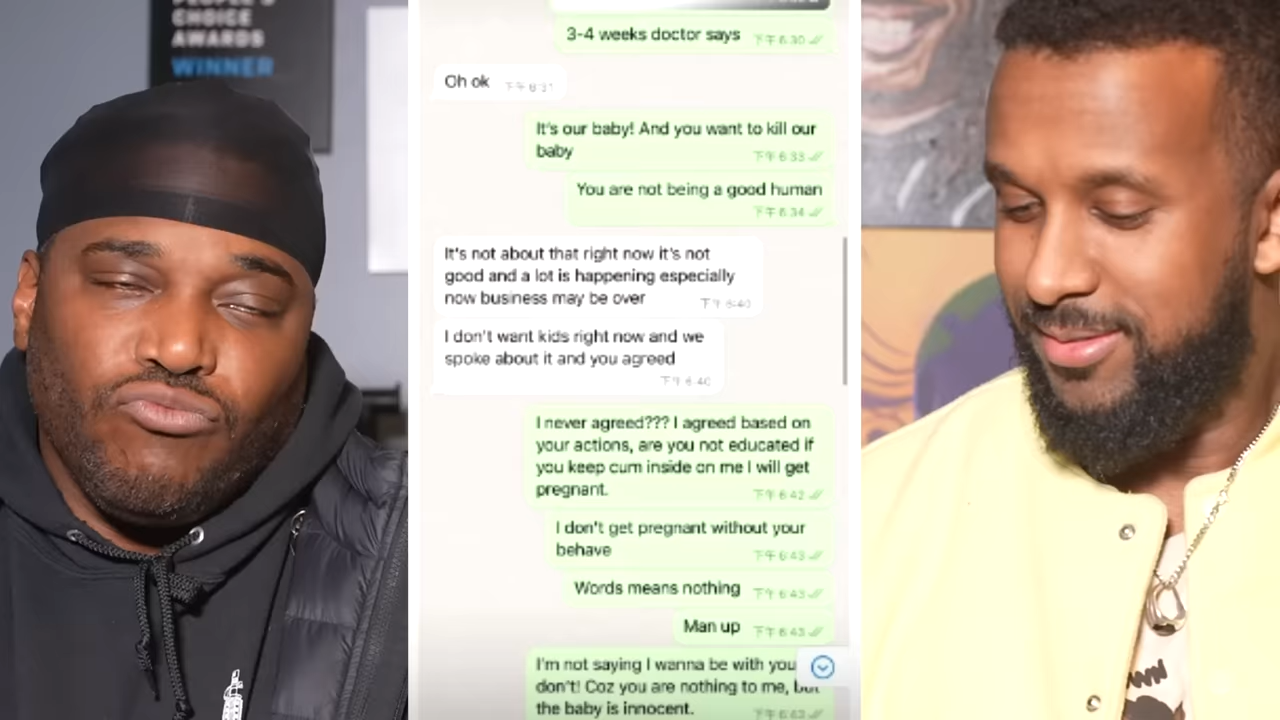 PEOPLE'S
CHOICE
AWARDS
WINNER
3-4 weeks doctor says
下午 6:30
Oh ok
下午 6:31
It's our baby! And you want to kill our
baby
下午 6:33
You are not being a good human
下午 6:34
It's not about that right now it's not
good and a lot is happening especially
now business may be over
下午 6:40
I don't want kids right now and we
spoke about it and you agreed
下午 6:40
I never agreed??? I agreed based on
your actions, are you not educated if
you keep cum inside on me I will get
pregnant.
下午 6:42
I don't get pregnant without your
behave
下午 6:43
Words means nothing
下午 6:43
Man up
下午 6:43
I'm not saying I wanna be with you
don't! Coz you are nothing to me, but
the baby is innocent.
下午 6:43